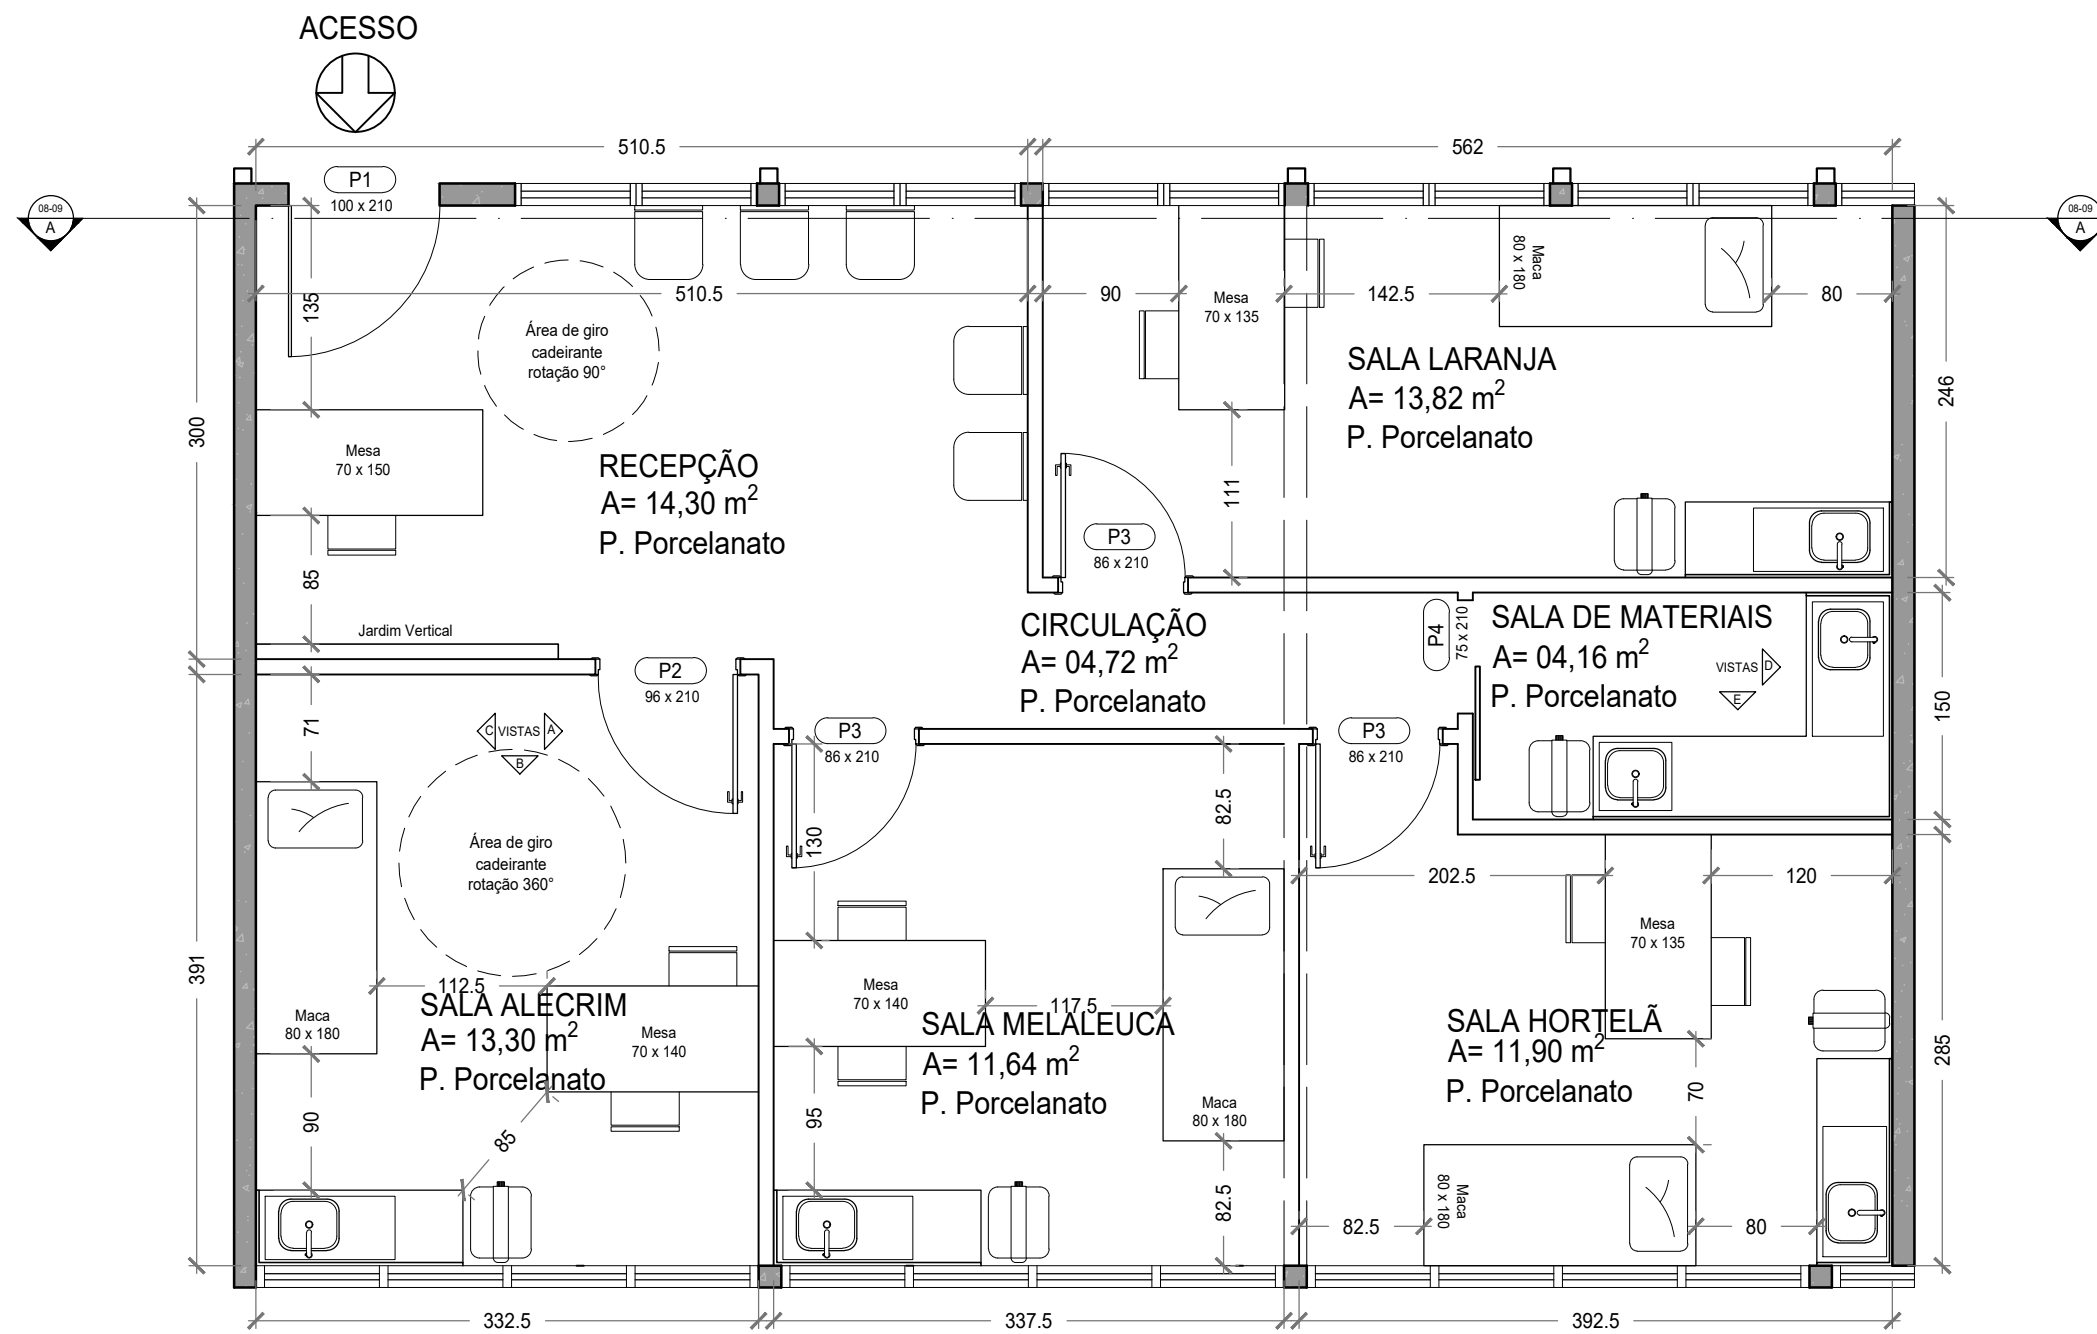 ACESSO
510.5
562
P1
100 x 210
08-09
A
08-09
A
135
510.5
90
Mesa
70 x 135
142.5
Maca
80 x 180
80
Área de giro
cadeirante
rotação 90°
SALA LARANJA
A= 13,82 m²
P. Porcelanato
246
300
Mesa
70 x 150
RECEPÇÃO
A= 14,30 m²
P. Porcelanato
111
P3
86 x 210
85
Jardim Vertical
CIRCULAÇÃO
A= 04,72 m²
P. Porcelanato
P4
75 x 210
SALA DE MATERIAIS
A= 04,16 m²
P. Porcelanato
VISTAS D
E
150
P2
96 x 210
71
C VISTAS A
B
P3
86 x 210
P3
86 x 210
130
82.5
Área de giro
cadeirante
rotação 360°
202.5
120
Mesa
70 x 135
391
112.5
SALA ALECRIM
A= 13,30 m²
P. Porcelanato
Maca
80 x 180
Mesa
70 x 140
Mesa
70 x 140
117.5
SALA MELALEUCA
A= 11,64 m²
P. Porcelanato
SALA HORTELÃ
A= 11,90 m²
P. Porcelanato
285
70
Maca
80 x 180
90
85
95
82.5
82.5
Maca
80 x 180
80
332.5
337.5
392.5